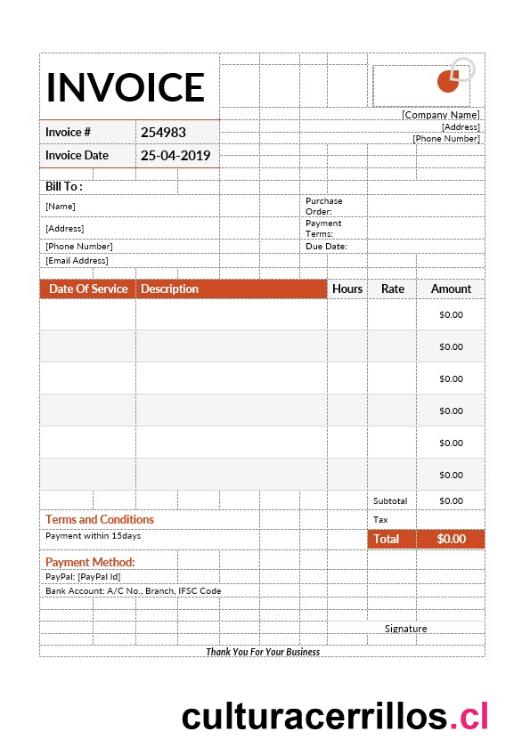 INVOICE
[Company Name]
[Address]
[Phone Number]
Invoice # 254983
Invoice Date 25-04-2019
Bill To :
[Name] Purchase Order:
[Address] Payment Terms:
[Phone Number] Due Date:
[Email Address]
Date Of Service Description Hours Rate Amount
$0.00
$0.00
$0.00
$0.00
$0.00
$0.00
Subtotal $0.00
Terms and Conditions Tax
Payment within 15days Total $0.00
Payment Method:
PayPal: [PayPal Id]
Bank Account: A/C No., Branch, IFSC Code
Signature
Thank You For Your Business
culturacerrillos.cl